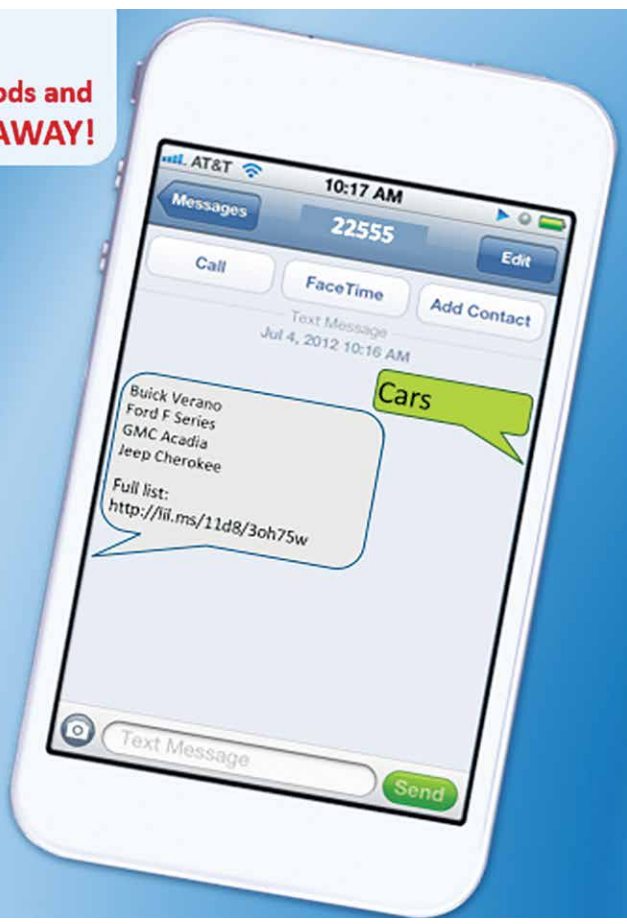 ods and
AWAY!
AT&T
10:17 AM
Messages
22555
Edit
Call
FaceTime
Add Contact
Text Message
Jul 4, 2012 10:16 AM
Cars
Buick Verano
Ford F Series
GMC Acadia
Jeep Cherokee
Full list:
http://lil.ms/11d8/3oh75w
Text Message
Send